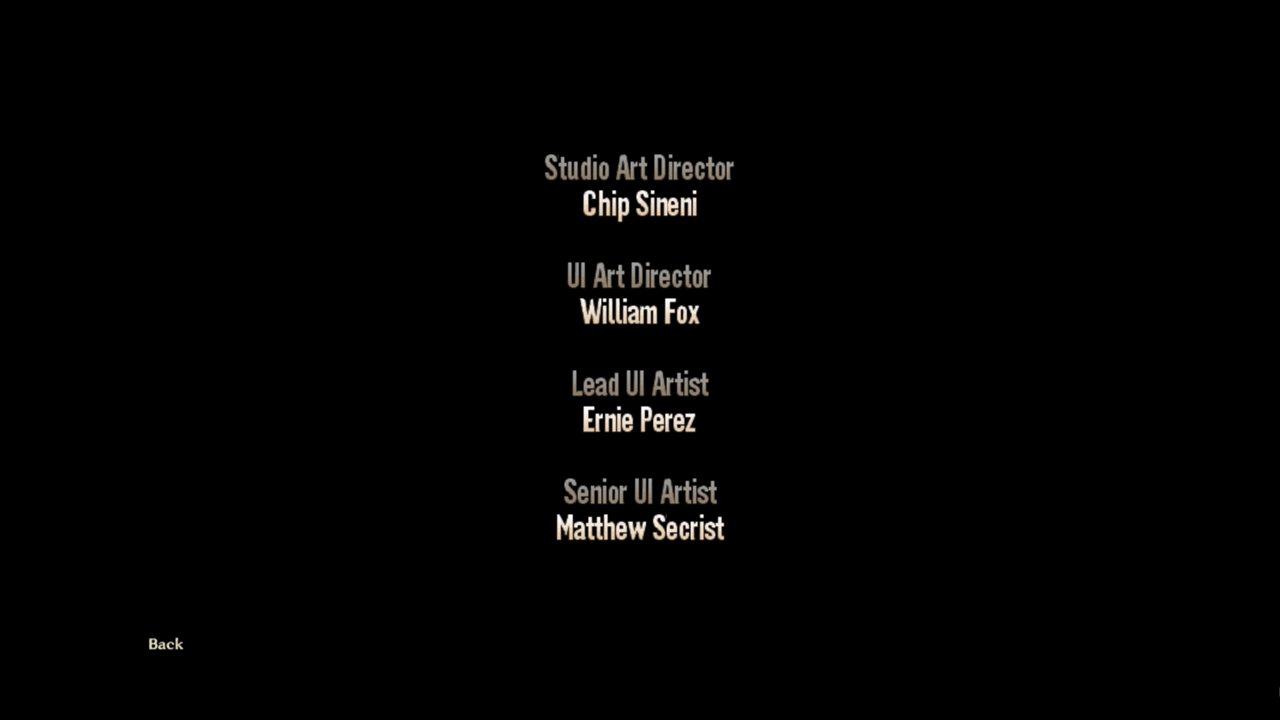 Studio Art Director
Chip Sineni
UI Art Director
William Fox
Lead UI Artist
Ernie Perez
Senior UI Artist
Matthew Secrist
Back